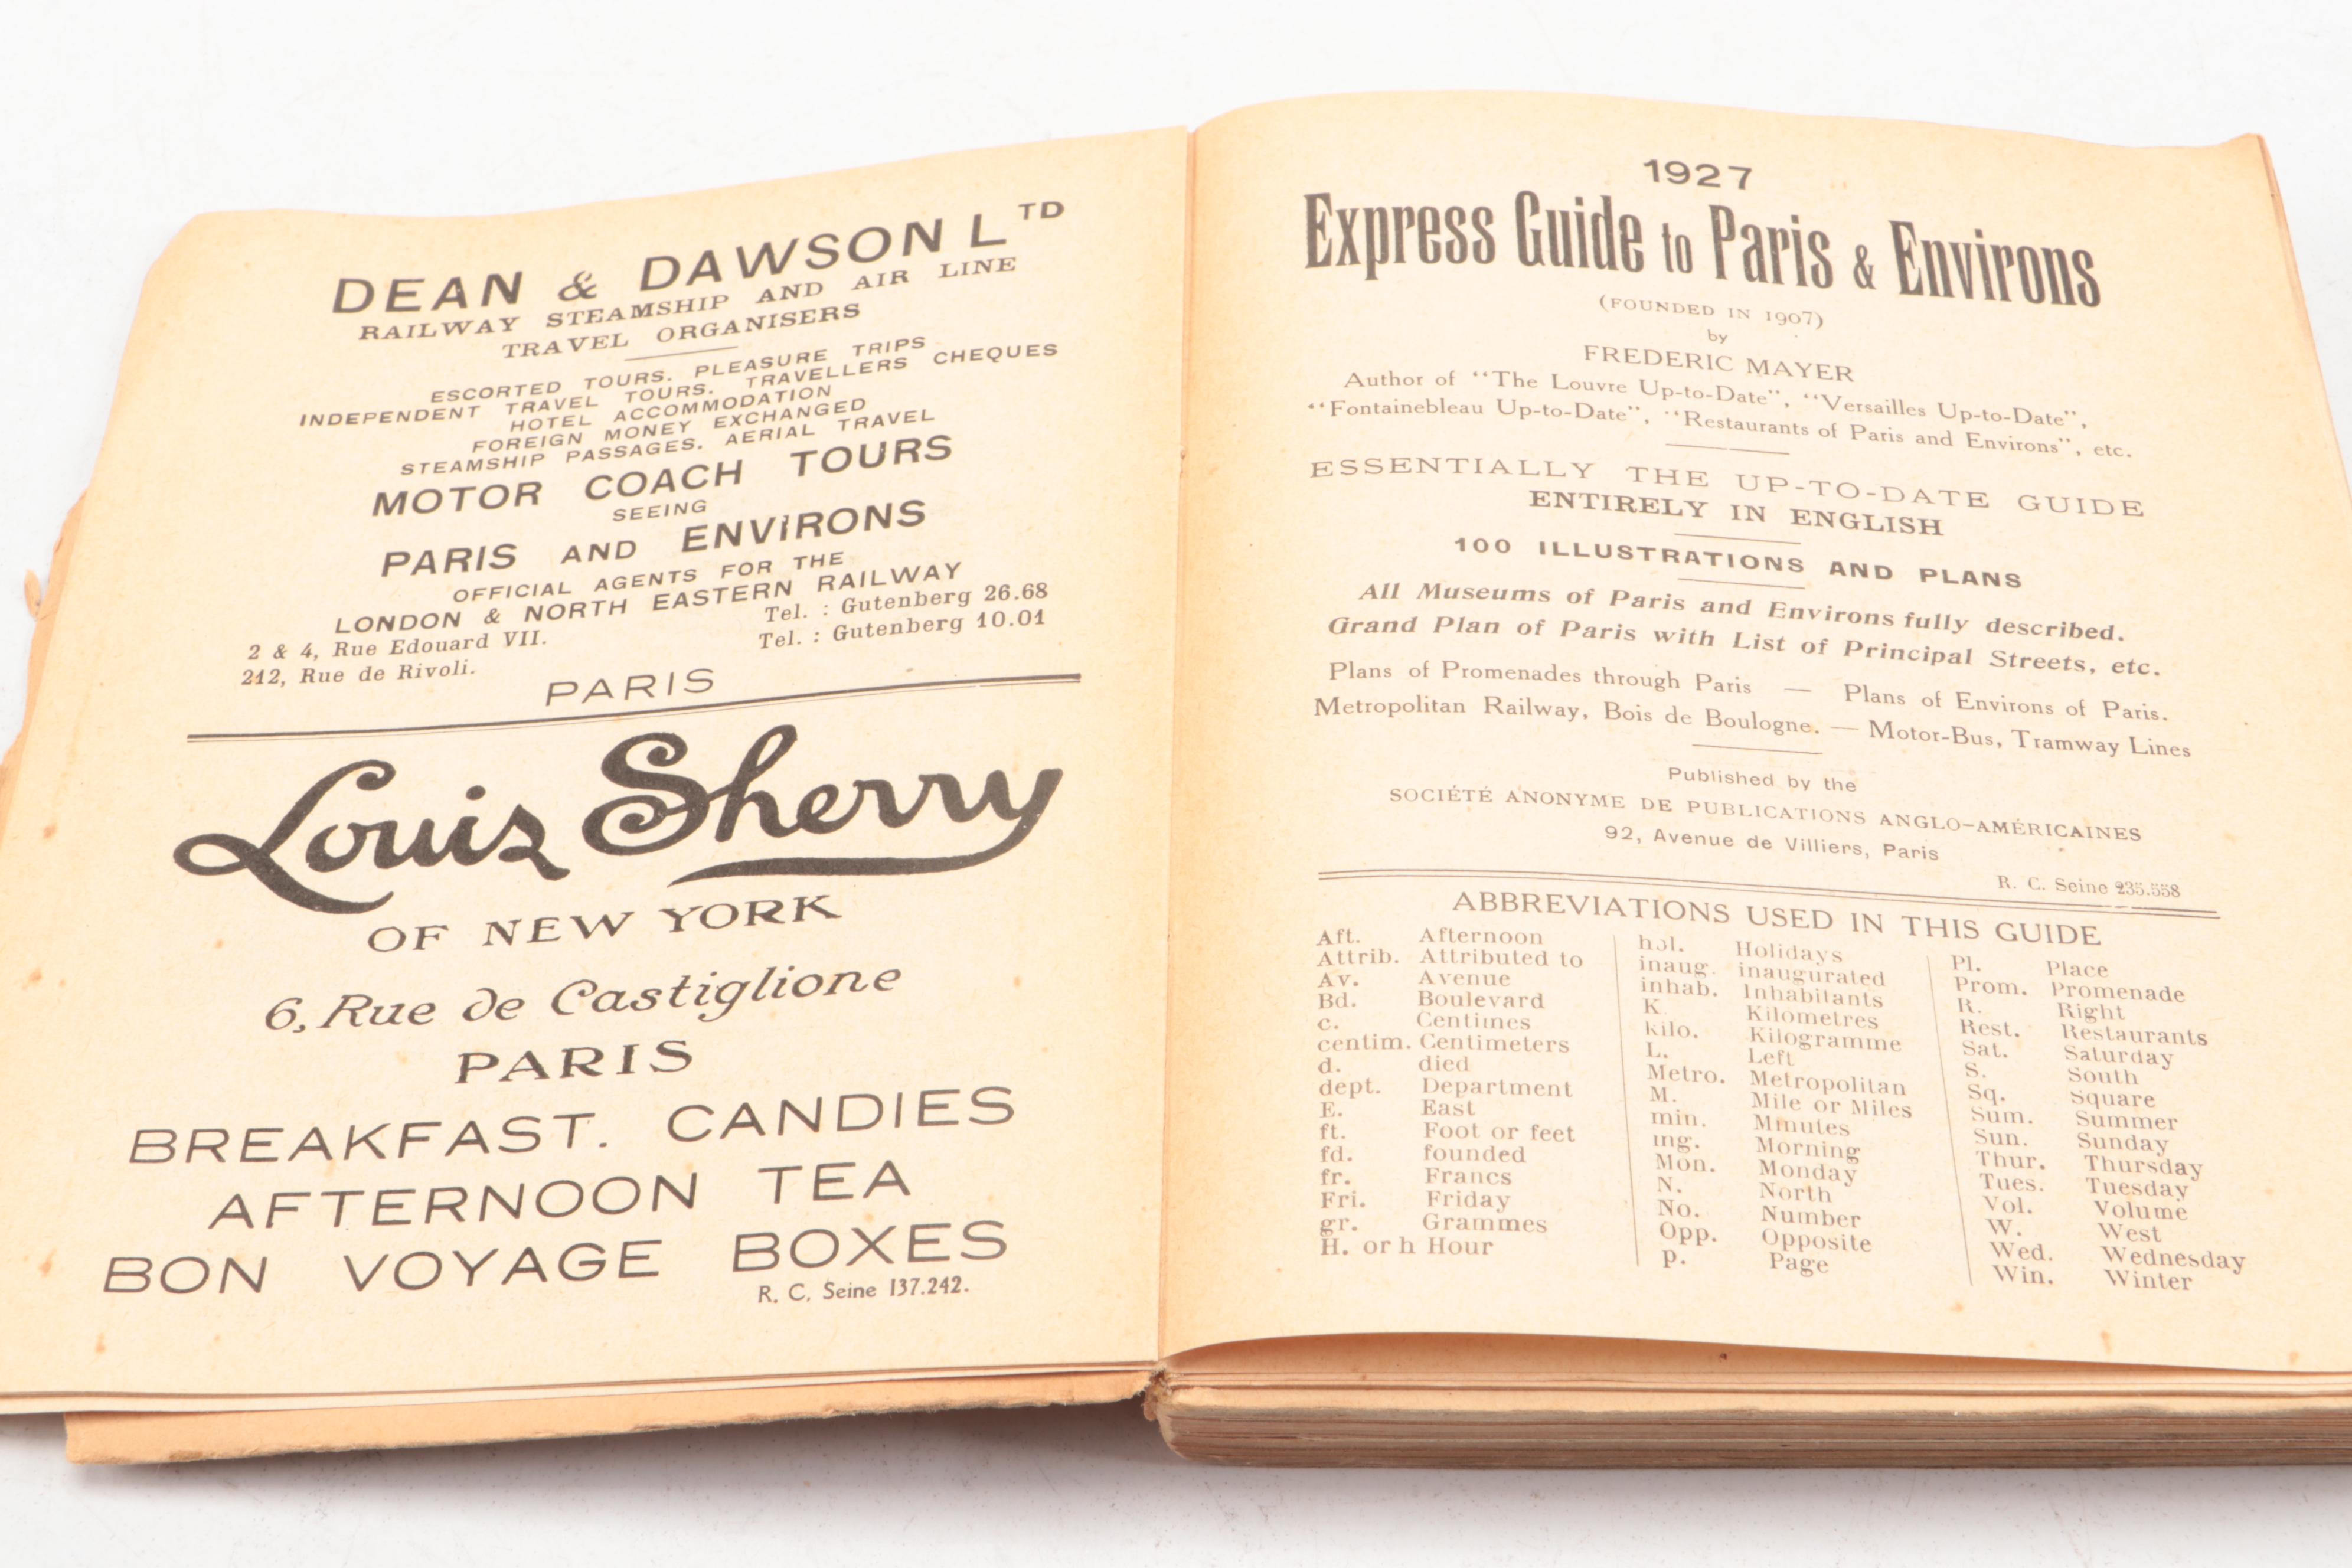 DEAN & DAWSON LTD
RAILWAY STEAMSHIP AND AIR LINE
TRAVEL ORGANISERS
ESCORTED TOURS. PLEASURE TRIPS
INDEPENDENT TRAVEL TOURS. TRAVELLERS CHEQUES
HOTEL ACCOMMODATION
FOREIGN MONEY EXCHANGED
STEAMSHIP PASSAGES. AERIAL TRAVEL
MOTOR COACH TOURS
SEEING
PARIS AND ENVIRONS
OFFICIAL AGENTS FOR THE
LONDON & NORTH EASTERN RAILWAY
2 & 4, Rue Edouard VII. Tel. : Gutenberg 26.68
212, Rue de Rivoli. Tel. : Gutenberg 10.01
PARIS
Louis Sherry
OF NEW YORK
6, Rue de Castiglione
PARIS
BREAKFAST. CANDIES
AFTERNOON TEA
BON VOYAGE BOXES
R. C. Seine 137.242.
1927
Express Guide to Paris & Environs
(FOUNDED IN 1907)
by
FREDERIC MAYER
Author of "The Louvre Up-to-Date", "Versailles Up-to-Date",
"Fontainebleau Up-to-Date", "Restaurants of Paris and Environs", etc.
ESSENTIALLY THE UP-TO-DATE GUIDE
ENTIRELY IN ENGLISH
100 ILLUSTRATIONS AND PLANS
All Museums of Paris and Environs fully described.
Grand Plan of Paris with List of Principal Streets, etc.
Plans of Promenades through Paris — Plans of Environs of Paris.
Metropolitan Railway, Bois de Boulogne. — Motor-Bus, Tramway Lines
Published by the
SOCIÉTÉ ANONYME DE PUBLICATIONS ANGLO-AMÉRICAINES
92, Avenue de Villiers, Paris
R. C. Seine 235.558
ABBREVIATIONS USED IN THIS GUIDE
Aft. Afternoon
Attrib. Attributed to
Av. Avenue
Bd. Boulevard
c. Centimes
centim. Centimeters
d. died
dept. Department
E. East
ft. Foot or feet
fd. founded
fr. Francs
Fri. Friday
gr. Grammes
H. or h Hour
hol. Holidays
inaug. inaugurated
inhab. Inhabitants
K. Kilometres
kilo. Kilogramme
L. Left
Metro. Metropolitan
M. Mile or Miles
min. Minutes
mg. Morning
Mon. Monday
N. North
No. Number
Opp. Opposite
p. Page
Pl. Place
Prom. Promenade
R. Right
Rest. Restaurants
Sat. Saturday
S. South
Sq. Square
Sum. Summer
Sun. Sunday
Thur. Thursday
Tues. Tuesday
Vol. Volume
W. West
Wed. Wednesday
Win. Winter